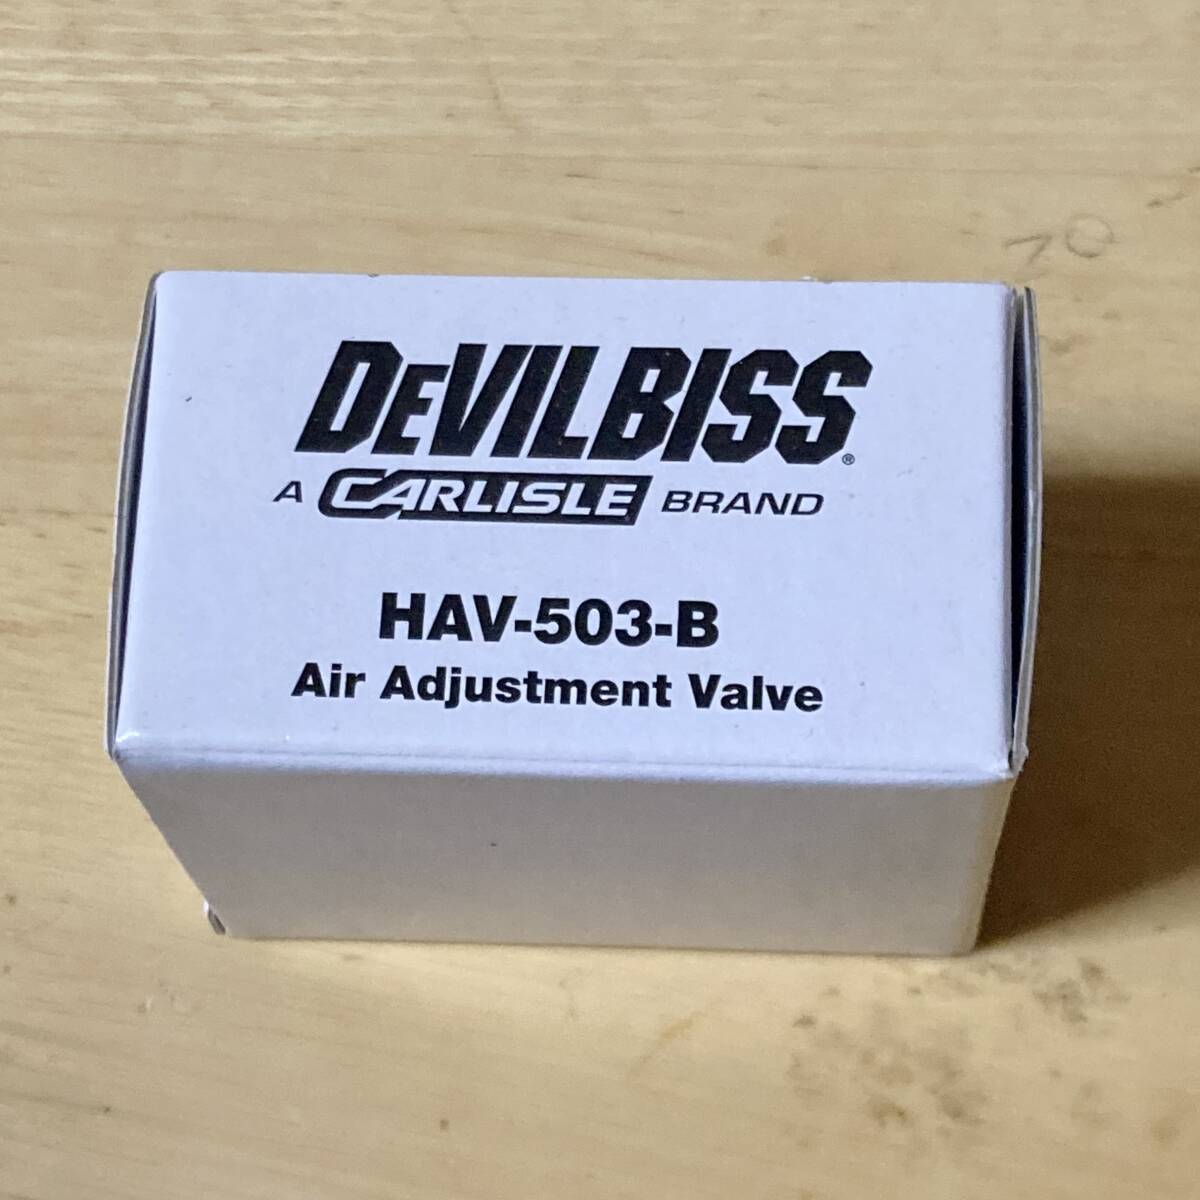 DEVILBISS®
A CARLISLE BRAND
HAV-503-B
Air Adjustment Valve